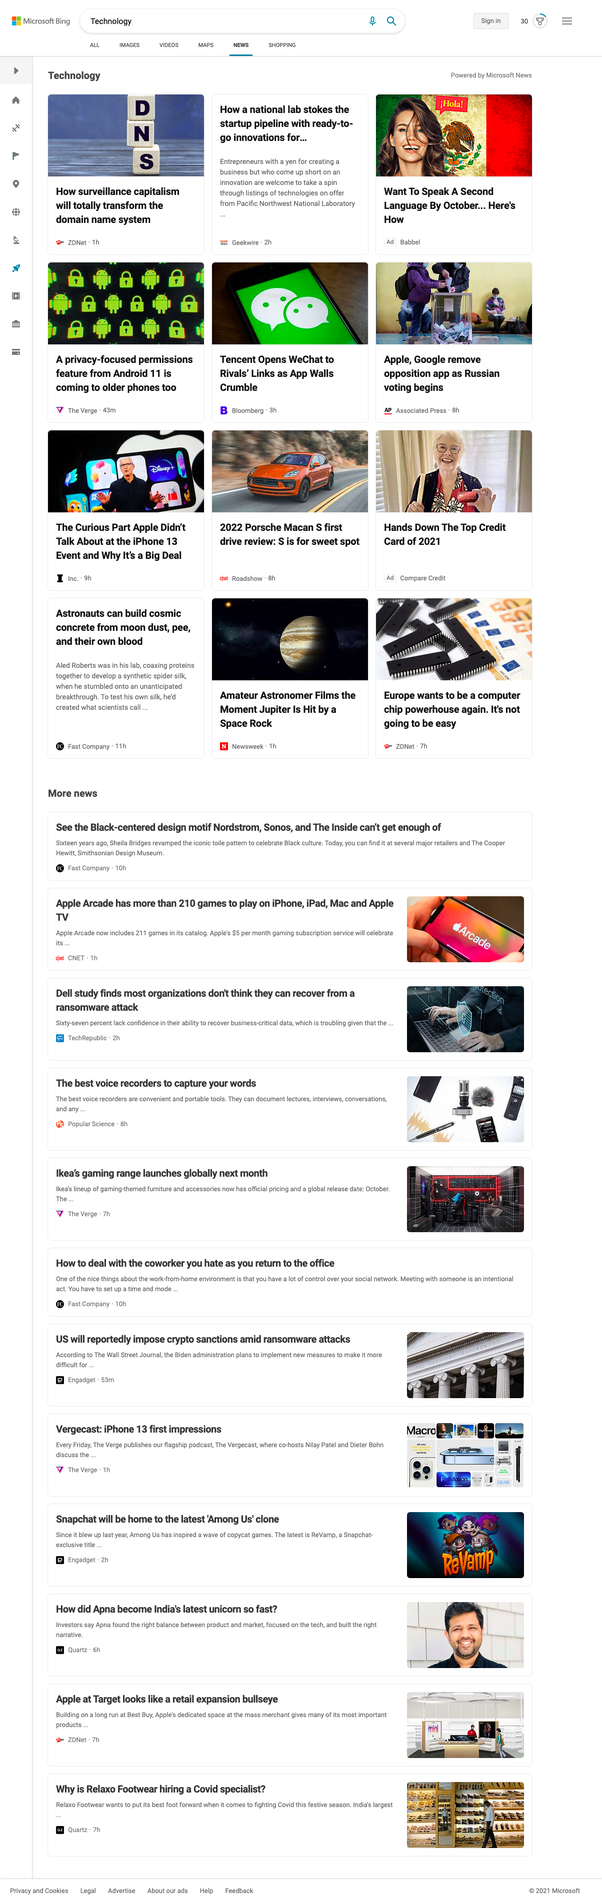 Microsoft Bing
Technology
Sign in
30
ALL
IMAGES
VIDEOS
MAPS
NEWS
SHOPPING
Technology
Powered by Microsoft News
D
N
S
How surveillance capitalism
will totally transform the
domain name system
ZDNet · 1h
How a national lab stokes the
startup pipeline with ready-to-
go innovations for...
Entrepreneurs with a yen for creating a
business but who come up short on an
innovation are welcome to take a spin
through listings of technologies on offer
from Pacific Northwest National Laboratory
...
Geekwire · 2h
¡Hola!
Want To Speak A Second
Language By October... Here's
How
Ad Babbel
A privacy-focused permissions
feature from Android 11 is
coming to older phones too
The Verge · 43m
Tencent Opens WeChat to
Rivals' Links as App Walls
Crumble
B Bloomberg · 3h
Apple, Google remove
opposition app as Russian
voting begins
AP Associated Press · 8h
Disney+
The Curious Part Apple Didn't
Talk About at the iPhone 13
Event and Why It's a Big Deal
Inc. · 9h
2022 Porsche Macan S first
drive review: S is for sweet spot
Roadshow · 8h
Hands Down The Top Credit
Card of 2021
Ad Compare Credit
Astronauts can build cosmic
concrete from moon dust, pee,
and their own blood
Aled Roberts was in his lab, coaxing proteins
together to develop a synthetic spider silk,
when he stumbled onto an unanticipated
breakthrough. To test his own silk, he'd
created what scientists call ...
Fast Company · 11h
Amateur Astronomer Films the
Moment Jupiter Is Hit by a
Space Rock
N Newsweek · 1h
Europe wants to be a computer
chip powerhouse again. It's not
going to be easy
ZDNet · 7h
More news
See the Black-centered design motif Nordstrom, Sonos, and The Inside can't get enough of
Sixteen years ago, Sheila Bridges revamped the iconic toile pattern to celebrate Black culture. Today, you can find it at several major retailers and The Cooper
Hewitt, Smithsonian Design Museum.
Fast Company · 10h
Apple Arcade has more than 210 games to play on iPhone, iPad, Mac and Apple
TV
Apple Arcade now includes 211 games in its catalog. Apple's $5 per month gaming subscription service will celebrate
its ...
CNET · 1h
Arcade
Dell study finds most organizations don't think they can recover from a
ransomware attack
Sixty-seven percent lack confidence in their ability to recover business-critical data, which is troubling given that the ...
TechRepublic · 2h
The best voice recorders to capture your words
The best voice recorders are convenient and portable tools. They can document lectures, interviews, conversations,
and any ...
Popular Science · 8h
Ikea's gaming range launches globally next month
Ikea's lineup of gaming-themed furniture and accessories now has official pricing and a global release date: October.
The ...
The Verge · 7h
How to deal with the coworker you hate as you return to the office
One of the nice things about the work-from-home environment is that you have a lot of control over your social network. Meeting with someone is an intentional
act. You have to set up a time and mode ...
Fast Company · 10h
US will reportedly impose crypto sanctions amid ransomware attacks
According to The Wall Street Journal, the Biden administration plans to implement new measures to make it more
difficult for ...
Engadget · 53m
Vergecast: iPhone 13 first impressions
Every Friday, The Verge publishes our flagship podcast, The Vergecast, where co-hosts Nilay Patel and Dieter Bohn
discuss the ...
The Verge · 1h
Macro
Snapchat will be home to the latest 'Among Us' clone
Since it blew up last year, Among Us has inspired a wave of copycat games. The latest is ReVamp, a Snapchat-
exclusive title ...
Engadget · 2h
ReVamp
How did Apna become India's latest unicorn so fast?
Investors say Apna found the right balance between product and market, focused on the tech, and built the right
narrative.
Quartz · 6h
Apple at Target looks like a retail expansion bullseye
Building on a long run at Best Buy, Apple's dedicated space at the mass merchant gives many of its most important
products ...
ZDNet · 7h
Why is Relaxo Footwear hiring a Covid specialist?
Relaxo Footwear wants to put its best foot forward when it comes to fighting Covid this festive season. India's largest
...
Quartz · 7h
Privacy and Cookies
Legal
Advertise
About our ads
Help
Feedback
© 2021 Microsoft